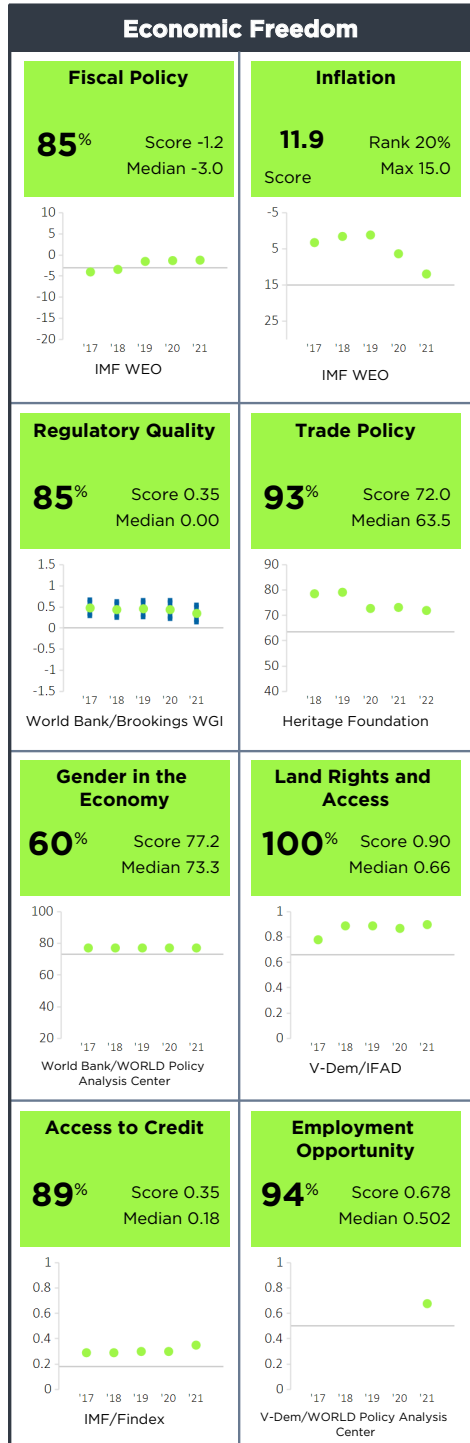 Economic Freedom
Fiscal Policy
85%
Score -1.2
Median -3.0
10
5
0
-5
-10
-15
-20
'17 '18 '19 '20 '21
IMF WEO
Inflation
11.9
Score
Rank 20%
Max 15.0
-5
5
15
25
'17 '18 '19 '20 '21
IMF WEO
Regulatory Quality
85%
Score 0.35
Median 0.00
1.5
1
0.5
0
-0.5
-1
-1.5
'17 '18 '19 '20 '21
World Bank/Brookings WGI
Trade Policy
93%
Score 72.0
Median 63.5
90
80
70
60
50
40
'18 '19 '20 '21 '22
Heritage Foundation
Gender in the
Economy
60%
Score 77.2
Median 73.3
100
80
60
40
20
'17 '18 '19 '20 '21
World Bank/WORLD Policy
Analysis Center
Land Rights and
Access
100%
Score 0.90
Median 0.66
1
0.8
0.6
0.4
0.2
0
'17 '18 '19 '20 '21
V-Dem/IFAD
Access to Credit
89%
Score 0.35
Median 0.18
1
0.8
0.6
0.4
0.2
0
'17 '18 '19 '20 '21
IMF/Findex
Employment
Opportunity
94%
Score 0.678
Median 0.502
1
0.8
0.6
0.4
0.2
0
'17 '18 '19 '20 '21
V-Dem/WORLD Policy Analysis
Center